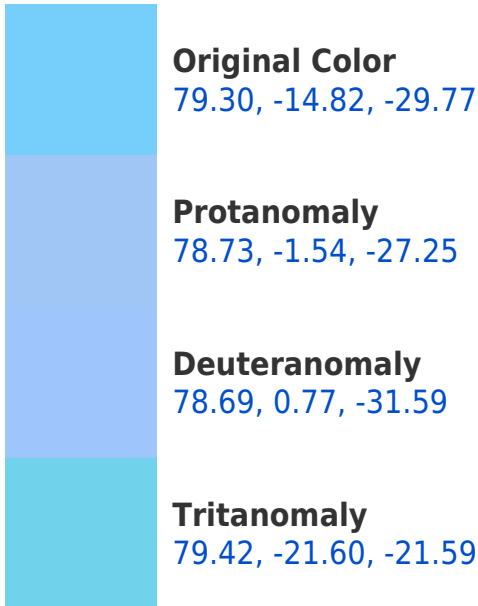 Original Color
79.30, -14.82, -29.77
Protanomaly
78.73, -1.54, -27.25
Deuteranomaly
78.69, 0.77, -31.59
Tritanomaly
79.42, -21.60, -21.59